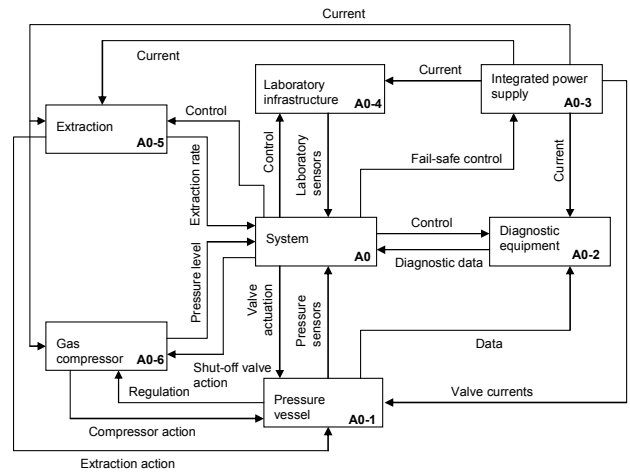 Current
Current
Current
Laboratory
infrastructure
A0-4
Integrated power
supply
A0-3
Extraction
A0-5
Control
Control
Laboratory
sensors
Fail-safe control
Current
Extraction rate
System
A0
Control
Diagnostic data
Diagnostic
equipment
A0-2
Pressure level
Valve
actuation
Pressure
sensors
Gas
compressor
A0-6
Shut-off valve
action
Data
Regulation
Pressure
vessel
A0-1
Valve currents
Compressor action
Extraction action